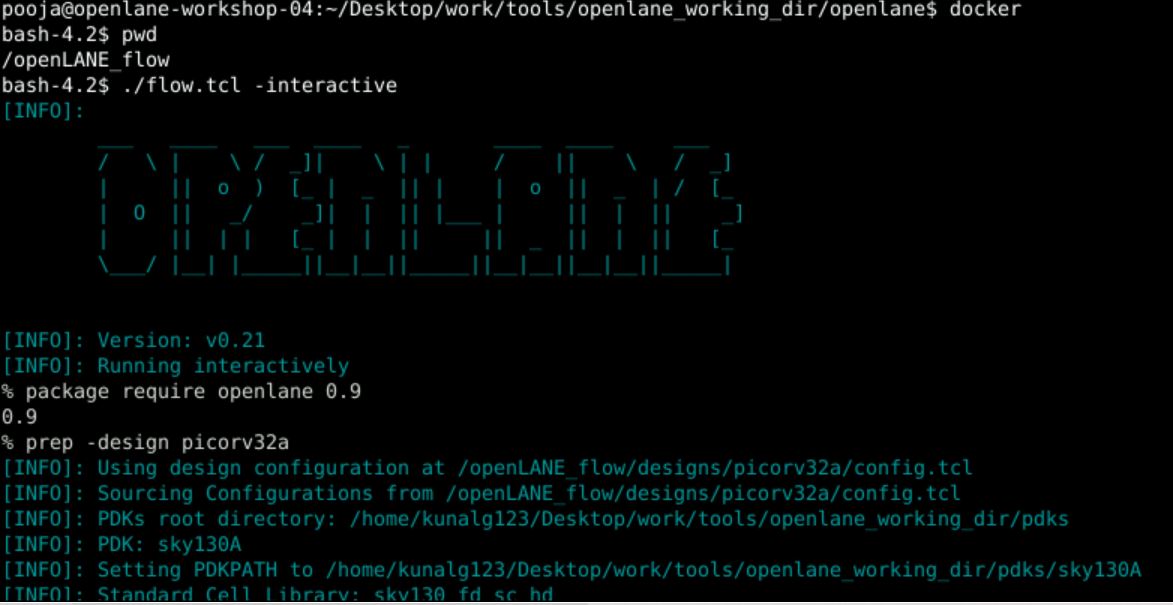 pooja@openlane-workshop-04:~/Desktop/work/tools/openlane_working_dir/openlane$ docker
bash-4.2$ pwd
/openLANE_flow
bash-4.2$ ./flow.tcl -interactive
[INFO]:
OPENLANE
[INFO]: Version: v0.21
[INFO]: Running interactively
% package require openlane 0.9
0.9
% prep -design picorv32a
[INFO]: Using design configuration at /openLANE_flow/designs/picorv32a/config.tcl
[INFO]: Sourcing Configurations from /openLANE_flow/designs/picorv32a/config.tcl
[INFO]: PDKs root directory: /home/kunalg123/Desktop/work/tools/openlane_working_dir/pdks
[INFO]: PDK: sky130A
[INFO]: Setting PDKPATH to /home/kunalg123/Desktop/work/tools/openlane_working_dir/pdks/sky130A
[INFO]: Standard Cell Library: sky130_fd_sc_hd